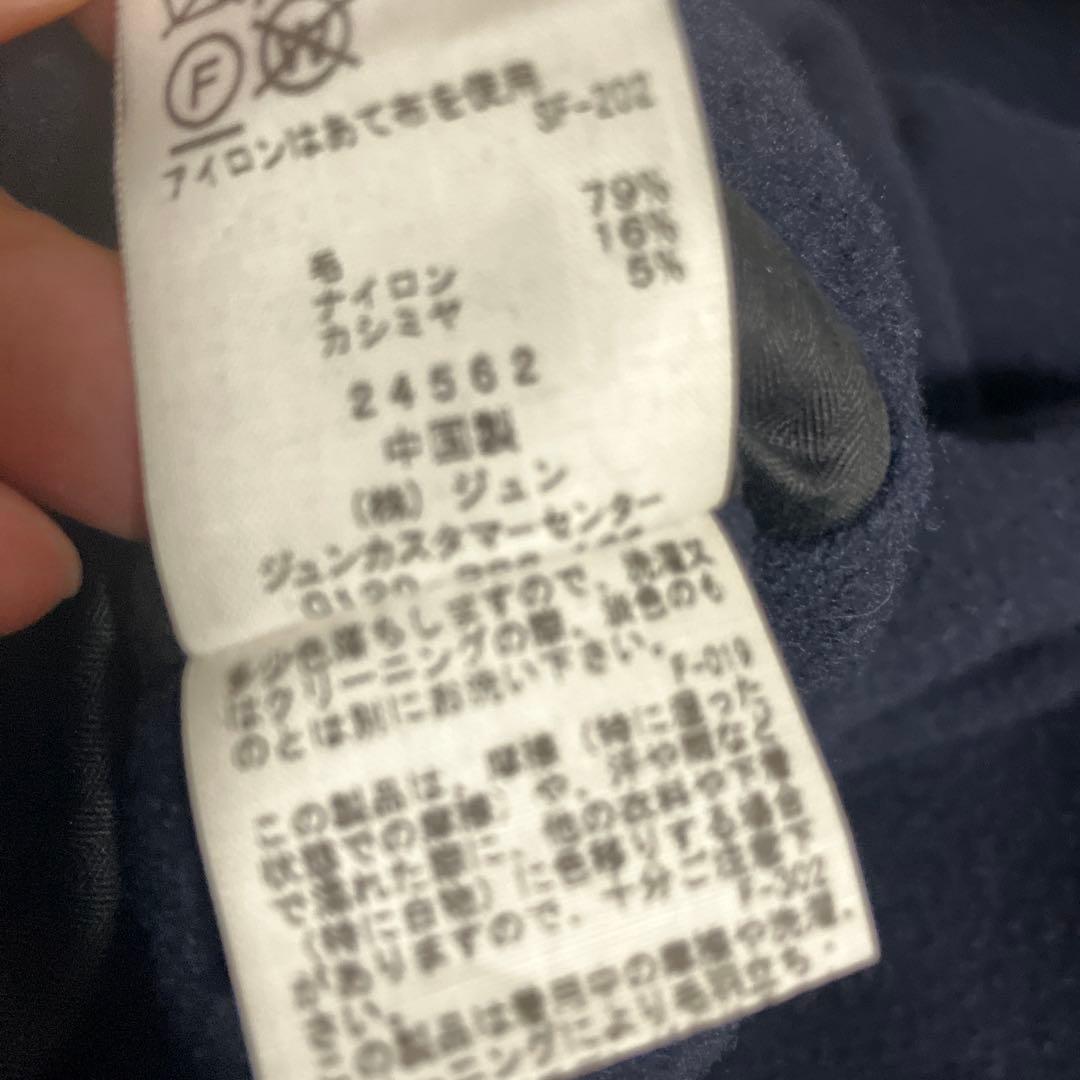 F
W
アイロンはあて布を使用
SF-202
毛 79%
ナイロン 16%
カシミヤ 5%
24562
中国製
(株) ジュン
ジュンカスタマーセンター
0120
多少色落ちしますので、洗濯又
はクリーニングの際、淡色のも
のとは別にお洗い下さい。
F-019
この製品は、摩擦 (特に湿った
状態での摩擦) や、汗や雨など
で濡れた際に、他の衣料や下着
(特に白物) に色移りする場合
がありますので、十分ご注意下
さい。
F-302
この製品は着用中の摩擦や洗濯、
ニングにより毛羽立ち、